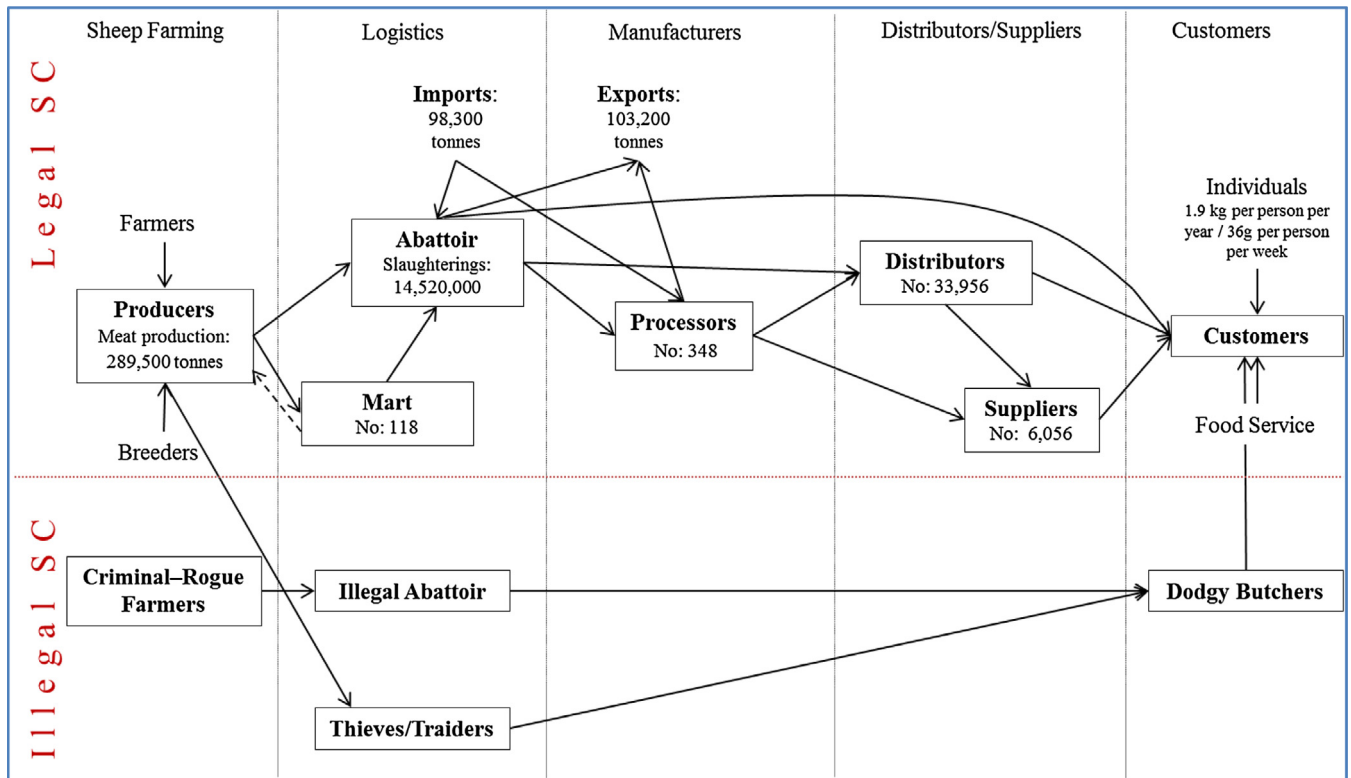 Sheep Farming
Logistics
Manufacturers
Distributors/Suppliers
Customers
Legal SC
Imports:
98,300
tonnes
Exports:
103,200
tonnes
Individuals
1.9 kg per person per
year / 36g per person
per week
Farmers
Abattoir
Slaughterings:
14,520,000
Distributors
No: 33,956
Producers
Meat production:
289,500 tonnes
Processors
No: 348
Customers
Mart
No: 118
Suppliers
No: 6,056
Breeders
Food Service
Illegal SC
Criminal–Rogue
Farmers
Illegal Abattoir
Dodgy Butchers
Thieves/Traiders